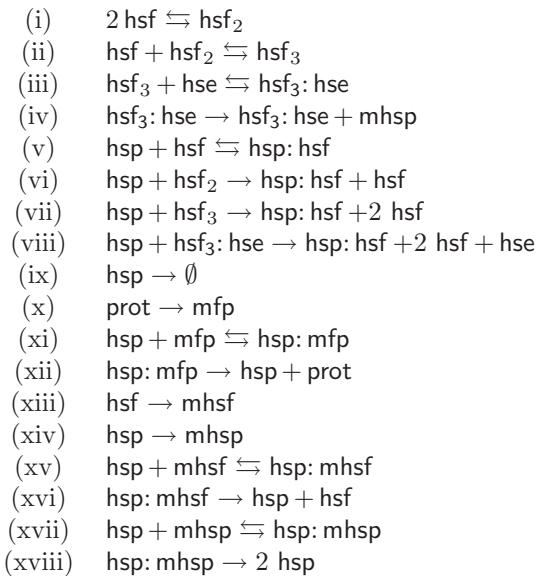 (i) 2 hsf ⇆ hsf₂
(ii) hsf + hsf₂ ⇆ hsf₃
(iii) hsf₃ + hse ⇆ hsf₃: hse
(iv) hsf₃: hse → hsf₃: hse + mhsp
(v) hsp + hsf ⇆ hsp: hsf
(vi) hsp + hsf₂ → hsp: hsf + hsf
(vii) hsp + hsf₃ → hsp: hsf +2 hsf
(viii) hsp + hsf₃: hse → hsp: hsf +2 hsf + hse
(ix) hsp → ∅
(x) prot → mfp
(xi) hsp + mfp ⇆ hsp: mfp
(xii) hsp: mfp → hsp + prot
(xiii) hsf → mhsf
(xiv) hsp → mhsp
(xv) hsp + mhsf ⇆ hsp: mhsf
(xvi) hsp: mhsf → hsp + hsf
(xvii) hsp + mhsp ⇆ hsp: mhsp
(xviii) hsp: mhsp → 2 hsp